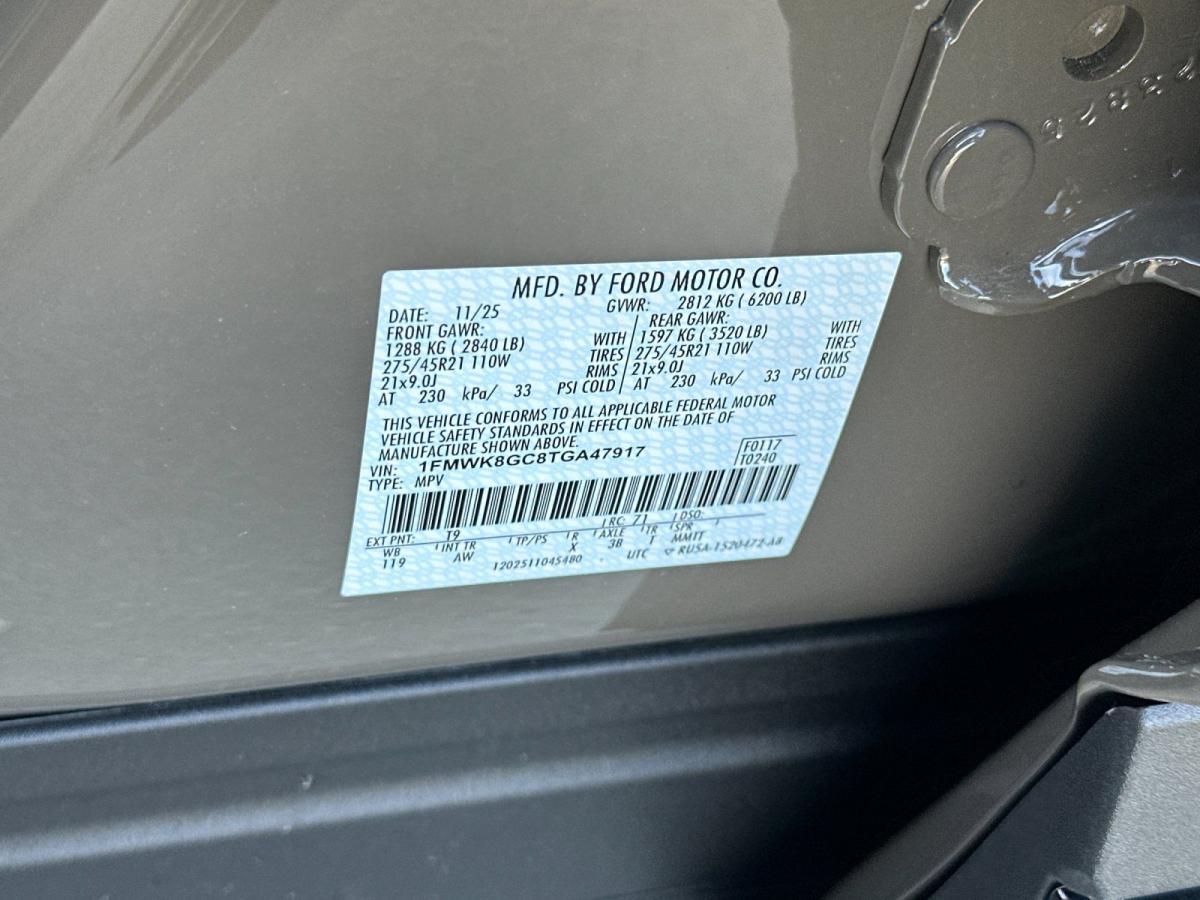 MFD. BY FORD MOTOR CO.
DATE: 11/25 GVWR: 2812 KG ( 6200 LB)
FRONT GAWR: REAR GAWR:
1288 KG ( 2840 LB) WITH 1597 KG ( 3520 LB) WITH
275/45R21 110W TIRES 275/45R21 110W TIRES
21x9.0J RIMS 21x9.0J RIMS
AT 230 kPa/ 33 PSI COLD AT 230 kPa/ 33 PSI COLD
THIS VEHICLE CONFORMS TO ALL APPLICABLE FEDERAL MOTOR
VEHICLE SAFETY STANDARDS IN EFFECT ON THE DATE OF
MANUFACTURE SHOWN ABOVE.
VIN: 1FMWK8GC8TGA47917 F0117
TYPE: MPV T0240
EXT PNT: T9 RC: 71 DSO:
WB INT TR TP/PS R AXLE TR SPR
119 AW X 3B T MMTT
1202511045480 UTC RU5A-1520472-AB